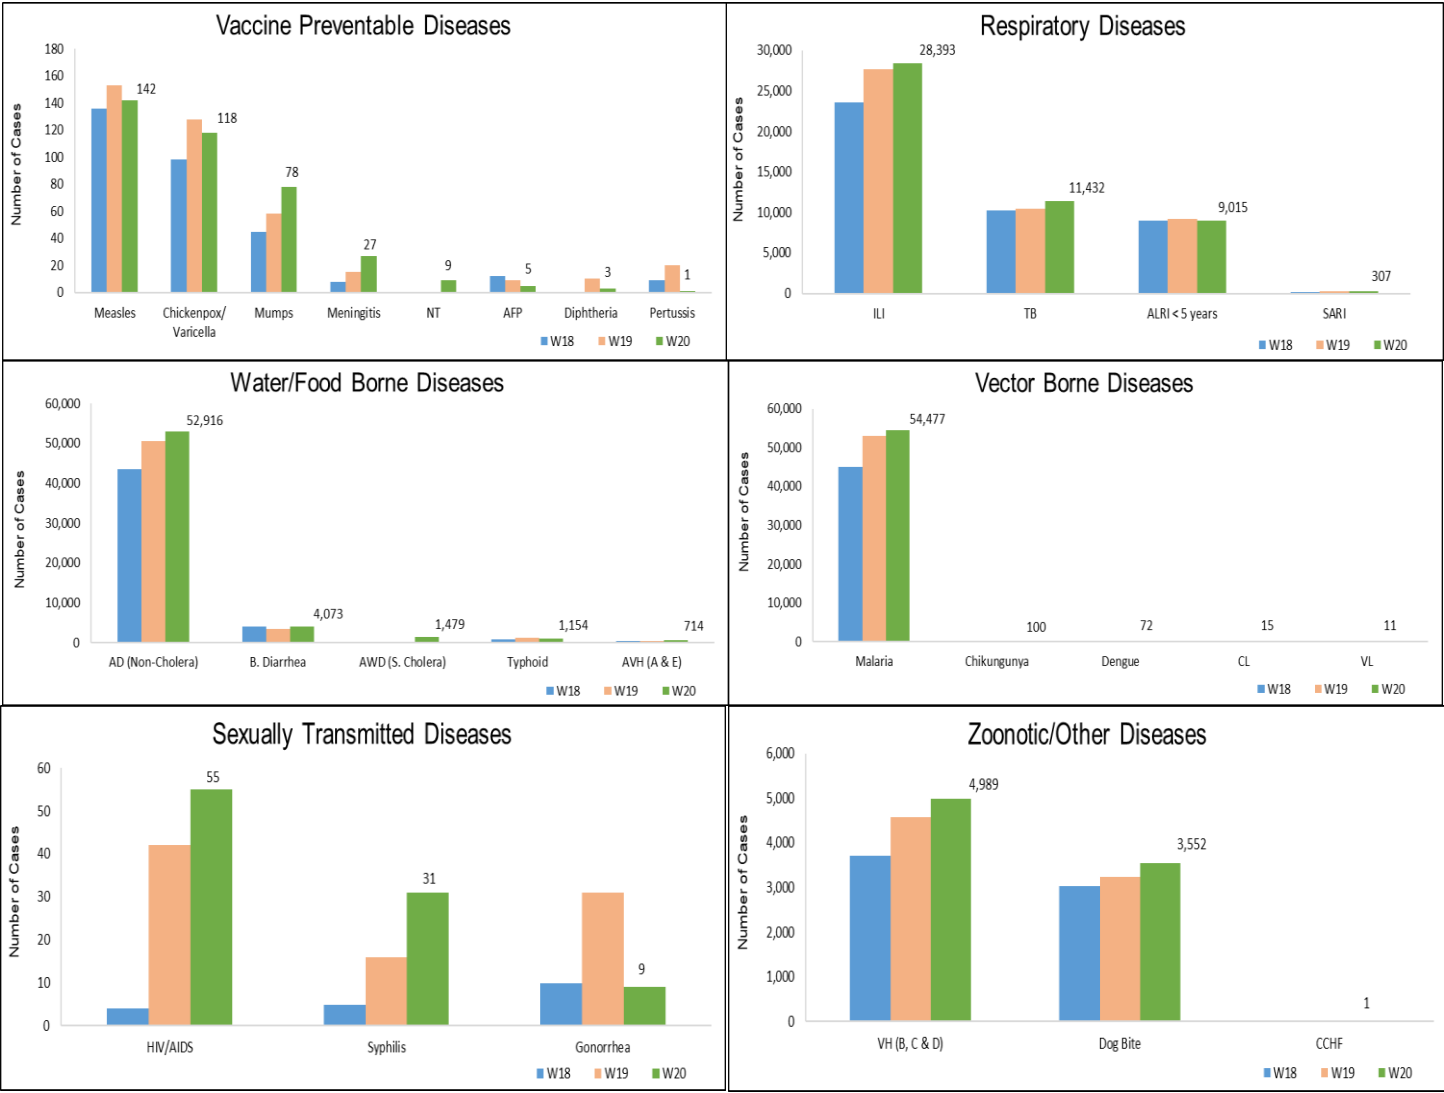 Vaccine Preventable Diseases
Number of Cases
180
160
140
120
100
80
60
40
20
0
142
118
78
27
9
5
3
1
Measles
Chickenpox/
Varicella
Mumps
Meningitis
NT
AFP
Diphtheria
Pertussis
W18 W19 W20
Respiratory Diseases
Number of Cases
30,000
25,000
20,000
15,000
10,000
5,000
0
28,393
11,432
9,015
307
ILI
TB
ALRI < 5 years
SARI
W18 W19 W20
Water/Food Borne Diseases
Number of Cases
60,000
50,000
40,000
30,000
20,000
10,000
0
52,916
4,073
1,479
1,154
714
AD (Non-Cholera)
B. Diarrhea
AWD (S. Cholera)
Typhoid
AVH (A & E)
W18 W19 W20
Vector Borne Diseases
Number of Cases
60,000
50,000
40,000
30,000
20,000
10,000
0
54,477
100
72
15
11
Malaria
Chikungunya
Dengue
CL
VL
W18 W19 W20
Sexually Transmitted Diseases
Number of Cases
60
50
40
30
20
10
0
55
31
9
HIV/AIDS
Syphilis
Gonorrhea
W18 W19 W20
Zoonotic/Other Diseases
Number of Cases
6,000
5,000
4,000
3,000
2,000
1,000
0
4,989
3,552
1
VH (B, C & D)
Dog Bite
CCHF
W18 W19 W20